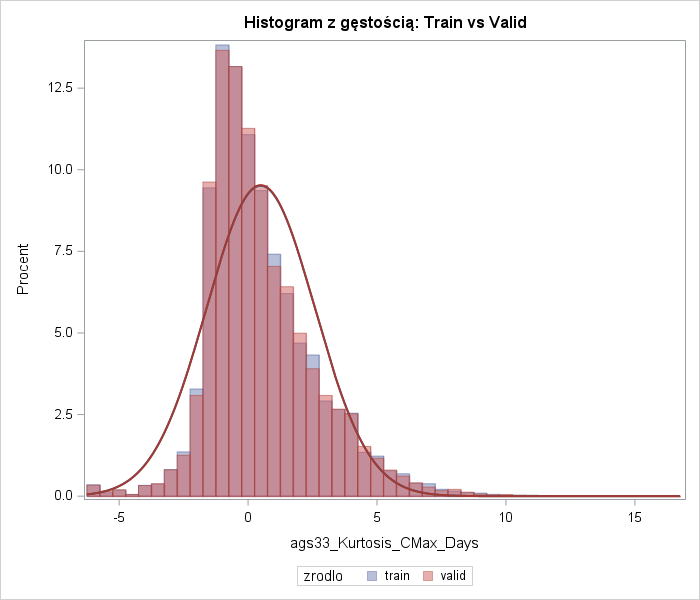 Histogram z gęstością: Train vs Valid
12.5
10.0
7.5
5.0
2.5
0.0
Procent
-5 0 5 10 15
ags33_Kurtosis_CMax_Days
zrodlo train valid